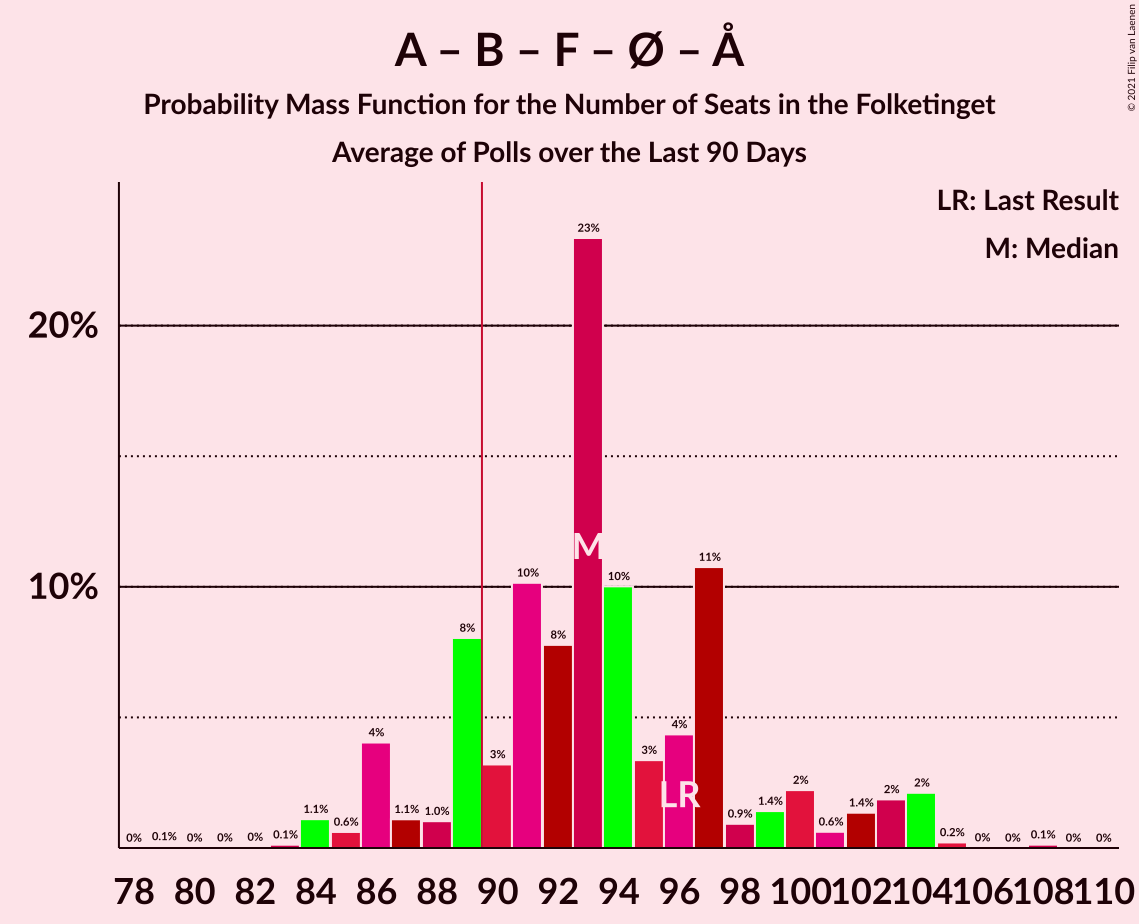 A – B – F – Ø – Å
Probability Mass Function for the Number of Seats in the Folketinget
Average of Polls over the Last 90 Days
© 2021 Filip van Laenen
LR: Last Result
M: Median
20%
10%
0% 0.1% 0% 0% 0% 0.1% 1.1% 0.6% 4% 1.1% 1.0% 8% 3% 10% 8% 23% 10% 3% 4% 11% 0.9% 1.4% 2% 0.6% 1.4% 2% 2% 0.2% 0% 0% 0.1% 0% 0%
M
LR
78 80 82 84 86 88 90 92 94 96 98 100 102 104 106 108 110